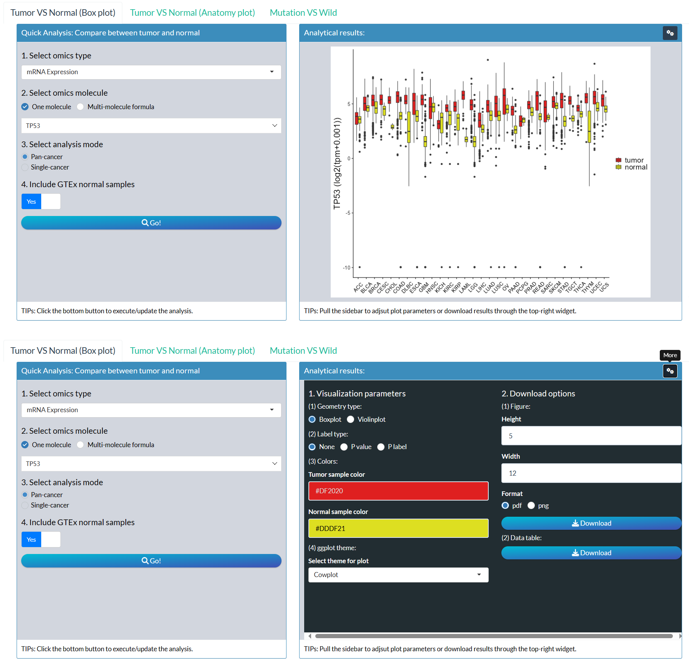 Tumor VS Normal (Box plot) Tumor VS Normal (Anatomy plot) Mutation VS Wild
Quick Analysis: Compare between tumor and normal
1. Select omics type
mRNA Expression
2. Select omics molecule
One molecule Multi-molecule formula
TP53
3. Select analysis mode
Pan-cancer
Single-cancer
4. Include GTEx normal samples
Yes
Go!
TIPs: Click the bottom button to execute/update the analysis.
Analytical results:
TP53 (log2(tpm+0.001))
5
0
-5
-10
ACC BLCA BRCA CESC CHOL COAD DLBC ESCA GBM HNSC KICH KIRC KIRP LAML LGG LIHC LUAD LUSC OV PAAD PCPG PRAD READ SARC SKCM STAD TGCT THCA THYM UCEC UCS
tumor
normal
TIPs: Pull the sidebar to adjust plot parameters or download results through the top-right widget.
Tumor VS Normal (Box plot) Tumor VS Normal (Anatomy plot) Mutation VS Wild
More
Quick Analysis: Compare between tumor and normal
1. Select omics type
mRNA Expression
2. Select omics molecule
One molecule Multi-molecule formula
TP53
3. Select analysis mode
Pan-cancer
Single-cancer
4. Include GTEx normal samples
Yes
Go!
TIPs: Click the bottom button to execute/update the analysis.
Analytical results:
1. Visualization parameters
(1) Geometry type:
Boxplot Violinplot
(2) Label type:
None P value P label
(3) Colors:
Tumor sample color
#DF2020
Normal sample color
#DDDF21
(4) ggplot theme:
Select theme for plot
Cowplot
2. Download options
(1) Figure:
Height
5
Width
12
Format
pdf png
Download
(2) Data table:
Download
TIPs: Pull the sidebar to adjust plot parameters or download results through the top-right widget.